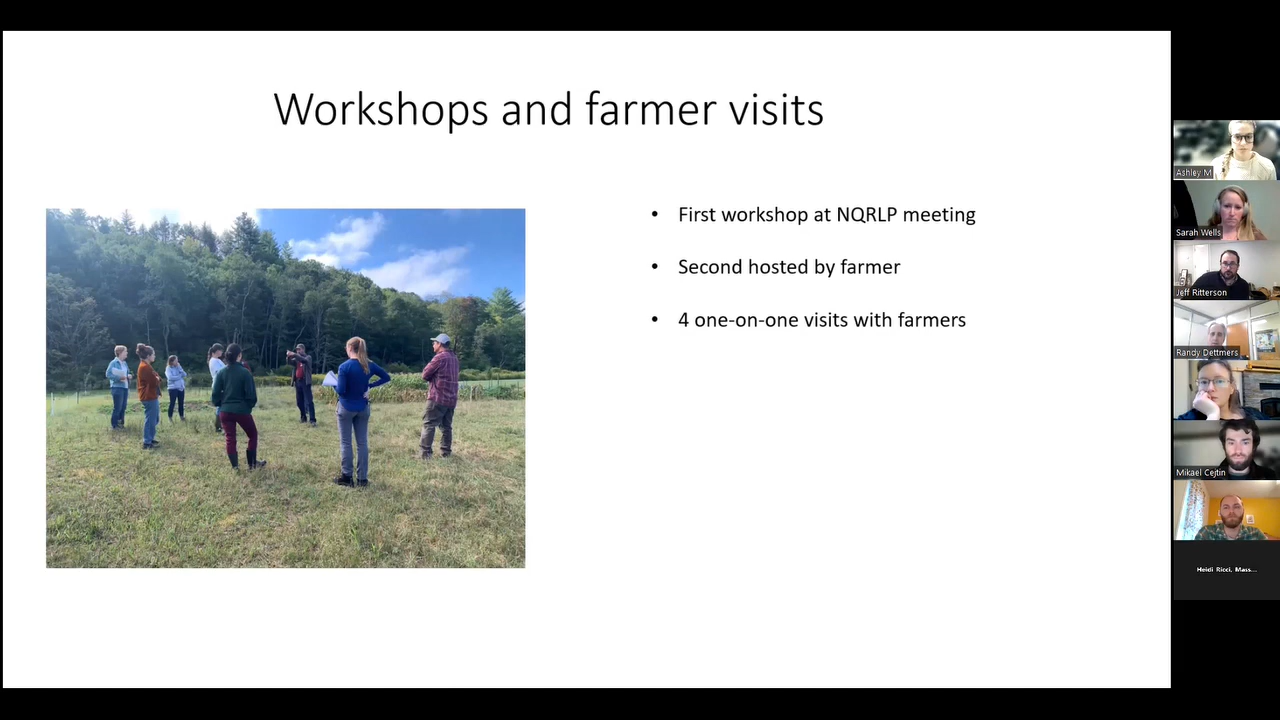 Workshops and farmer visits
• First workshop at NQRLP meeting
• Second hosted by farmer
• 4 one-on-one visits with farmers
Ashley M
Sarah Wells
Jeff Ritterson
Randy Dettmers
Mikael Cejtin
Heidi Ricci, Mass...